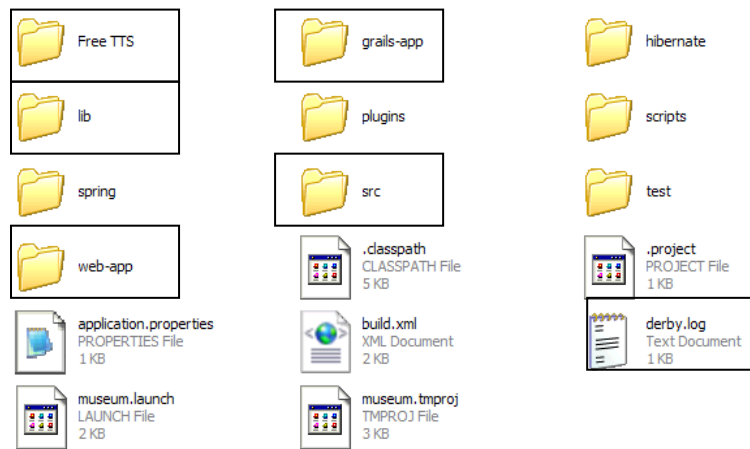 Free TTS
grails-app
hibernate
lib
plugins
scripts
spring
src
test
web-app
.classpath
CLASSPATH File
5 KB
.project
PROJECT File
1 KB
application.properties
PROPERTIES File
1 KB
build.xml
XML Document
2 KB
derby.log
Text Document
1 KB
museum.launch
LAUNCH File
2 KB
museum.tmproj
TMPROJ File
3 KB